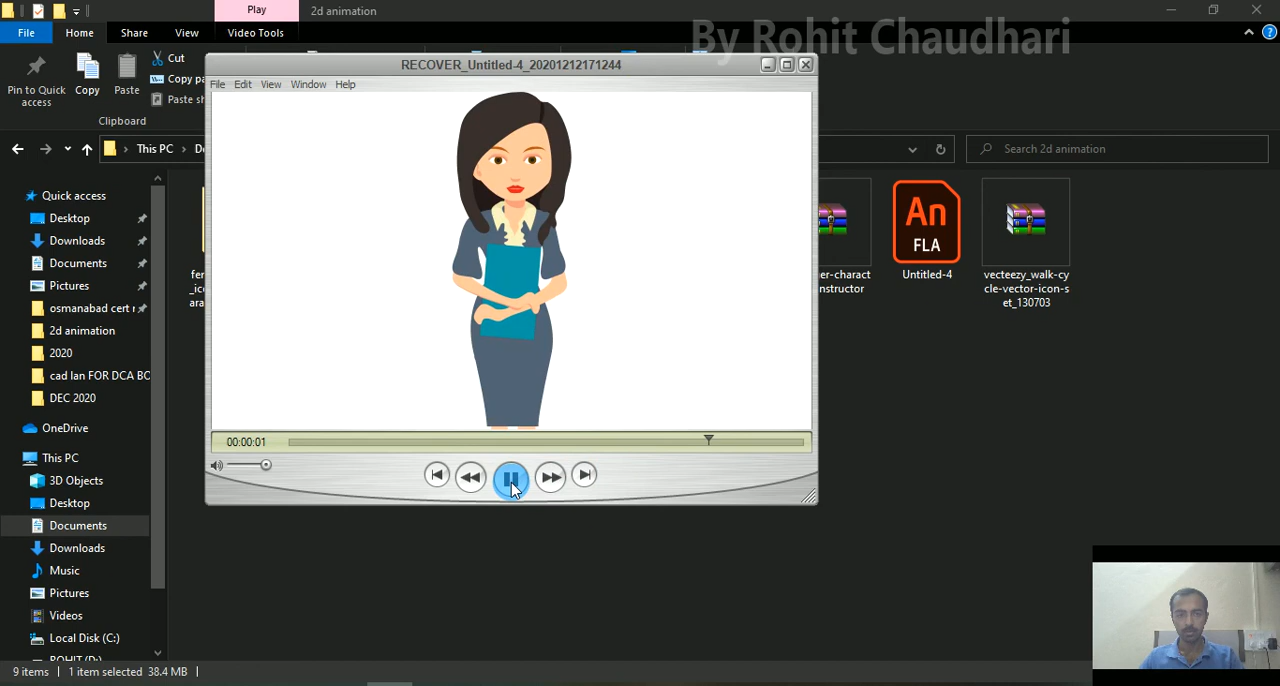 Play
2d animation
By Rohit Chaudhari
File
Home
Share
View
Video Tools
Pin to Quick
access
Copy
Paste
Cut
Copy pa
Paste sh
Clipboard
This PC
Search 2d animation
RECOVER_Untitled-4_20201212171244
File Edit View Window Help
00:00:01
Quick access
Desktop
Downloads
Documents
Pictures
osmanabad cert
2d animation
2020
cad lan FOR DCA BO
DEC 2020
OneDrive
This PC
3D Objects
Desktop
Documents
Downloads
Music
Pictures
Videos
Local Disk (C:)
An
FLA
Untitled-4
er-charact
nstructor
vecteezy_walk-cy
cle-vector-icon-s
et_130703
9 items
1 item selected 38.4 MB